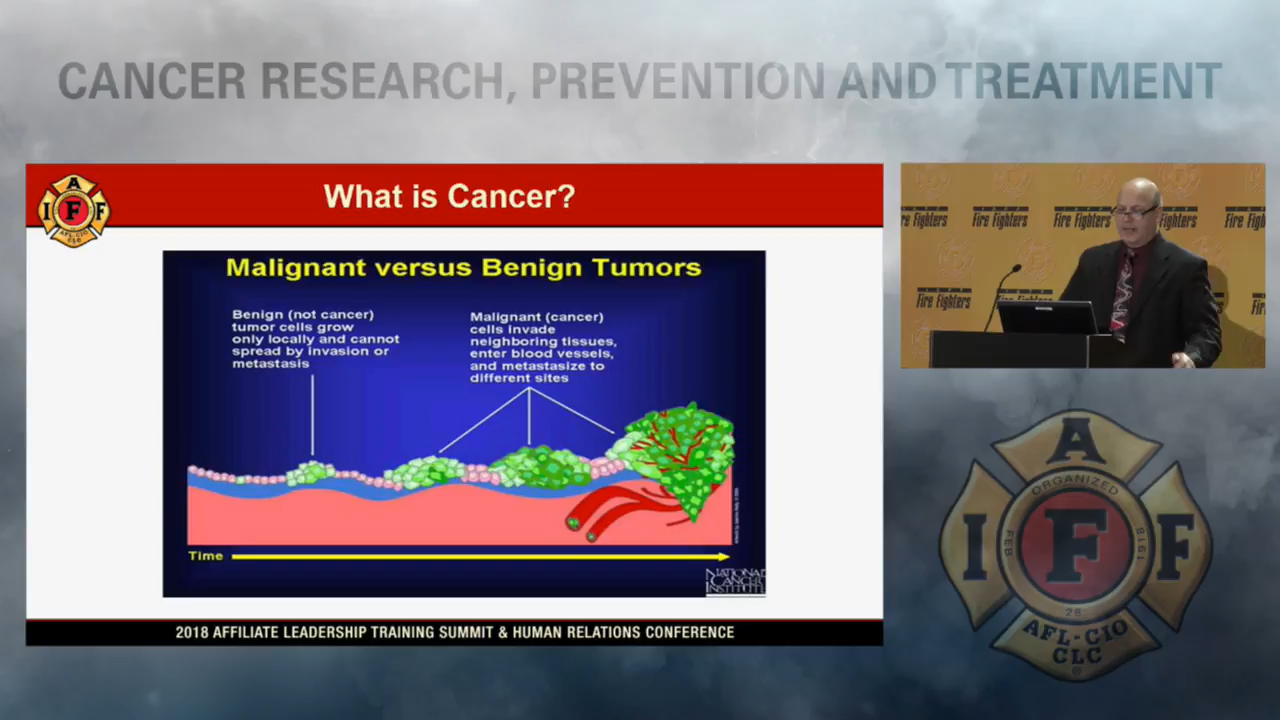 CANCER RESEARCH, PREVENTION AND TREATMENT
A
I F F
AFL-CIO
CLC
What is Cancer?
Malignant versus Benign Tumors
Benign (not cancer)
tumor cells grow
only locally and cannot
spread by invasion or
metastasis
Malignant (cancer)
cells invade
neighboring tissues,
enter blood vessels,
and metastasize to
different sites
Time
NATIONAL
CANCER
INSTITUTE
2018 AFFILIATE LEADERSHIP TRAINING SUMMIT & HUMAN RELATIONS CONFERENCE
Fire Fighters Fire Fighters Fire Fighters
Fire Fighters
A
ORGANIZED
I F F
FEB 1918
28
AFL-CIO
CLC